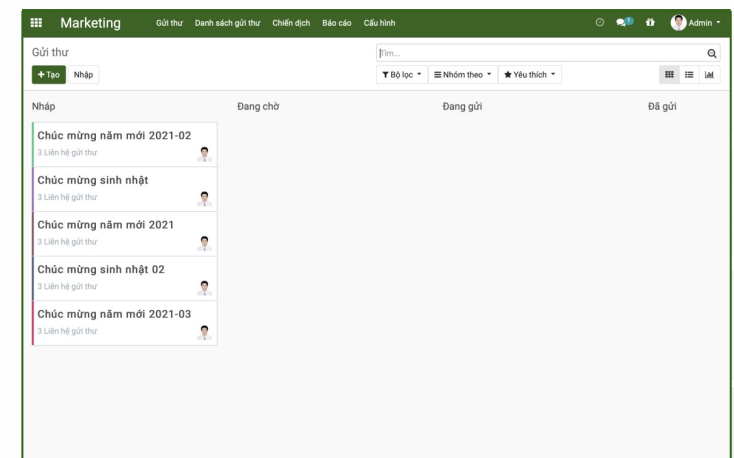 Marketing Gửi thư Danh sách gửi thư Chiến dịch Báo cáo Cấu hình 1 Admin
Gửi thư Tìm...
+Tạo Nhập Bộ lọc Nhóm theo Yêu thích
Nháp Đang chờ Đang gửi Đã gửi
Chúc mừng năm mới 2021-02
3 Liên hệ gửi thư
Chúc mừng sinh nhật
3 Liên hệ gửi thư
Chúc mừng năm mới 2021
3 Liên hệ gửi thư
Chúc mừng sinh nhật 02
3 Liên hệ gửi thư
Chúc mừng năm mới 2021-03
3 Liên hệ gửi thư